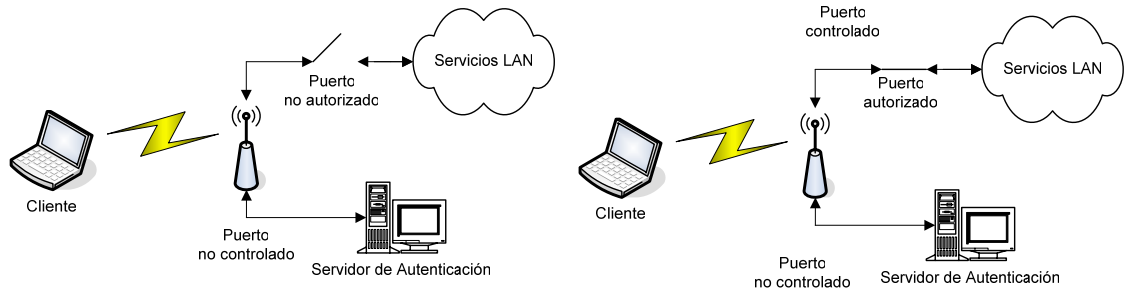 Servicios LAN
Puerto
no autorizado
Cliente
Puerto
no controlado
Servidor de Autenticación
Puerto
controlado
Servicios LAN
Puerto
autorizado
Cliente
Puerto
no controlado
Servidor de Autenticación